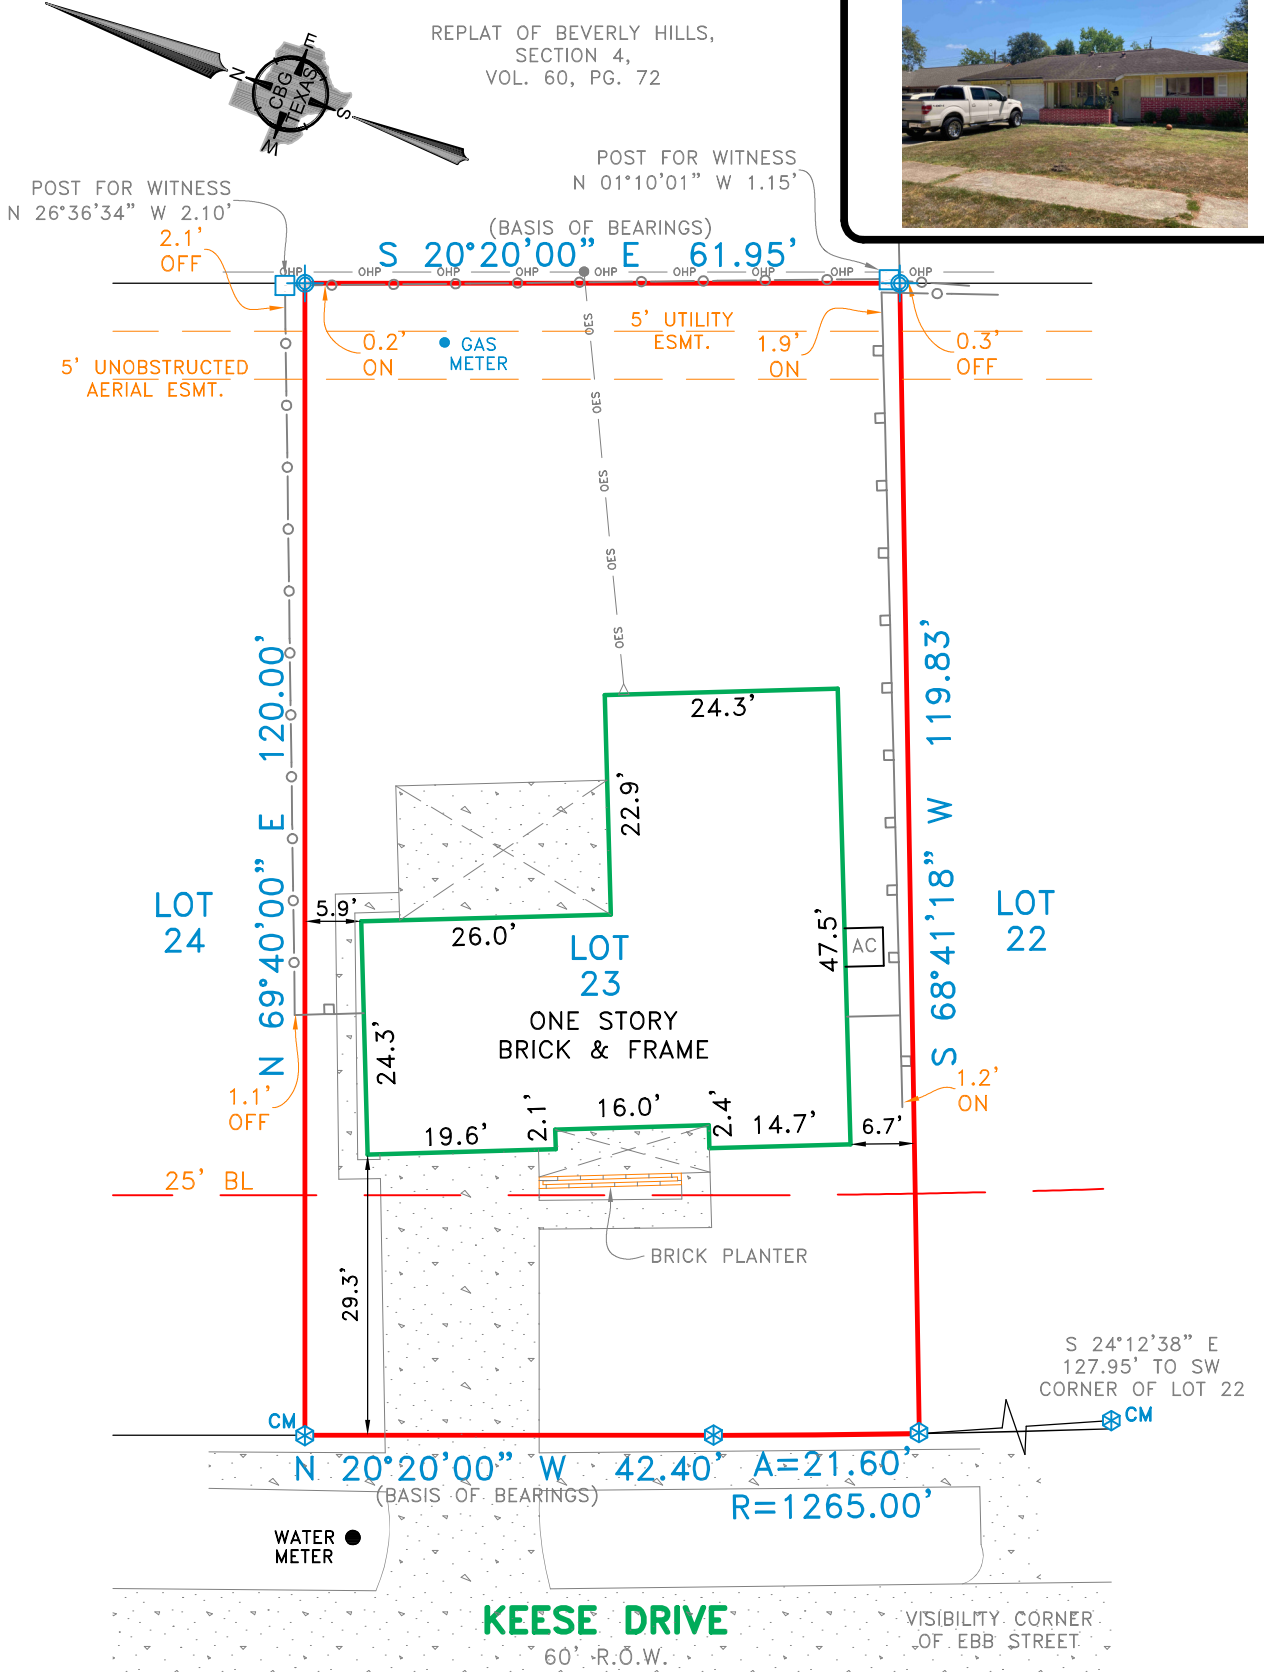 REPLAT OF BEVERLY HILLS,
SECTION 4,
VOL. 60, PG. 72
N
E
S
W
CBG
TEXAS
POST FOR WITNESS
N 26°36'34" W 2.10'
POST FOR WITNESS
N 01°10'01" W 1.15'
(BASIS OF BEARINGS)
S 20°20'00" E 61.95'
2.1'
OFF
OHP OHP OHP OHP OHP OHP OHP OHP OHP
0.2'
ON
GAS
METER
5' UTILITY
ESMT.
1.9'
ON
0.3'
OFF
5' UNOBSTRUCTED
AERIAL ESMT.
OES
OES
OES
OES
OES
N 69°40'00" E 120.00'
S 68°41'18" W 119.83'
24.3'
22.9'
5.9'
26.0'
47.5'
AC
LOT
24
LOT
23
LOT
22
ONE STORY
BRICK & FRAME
24.3'
1.1'
OFF
1.2'
ON
19.6'
2.1'
16.0'
2.4'
14.7'
6.7'
25' BL
BRICK PLANTER
29.3'
S 24°12'38" E
127.95' TO SW
CORNER OF LOT 22
CM
CM
N 20°20'00" W 42.40' A=21.60'
(BASIS OF BEARINGS)
R=1265.00'
WATER
METER
KEESE DRIVE
60' R.O.W.
VISIBILITY CORNER
OF EBB STREET